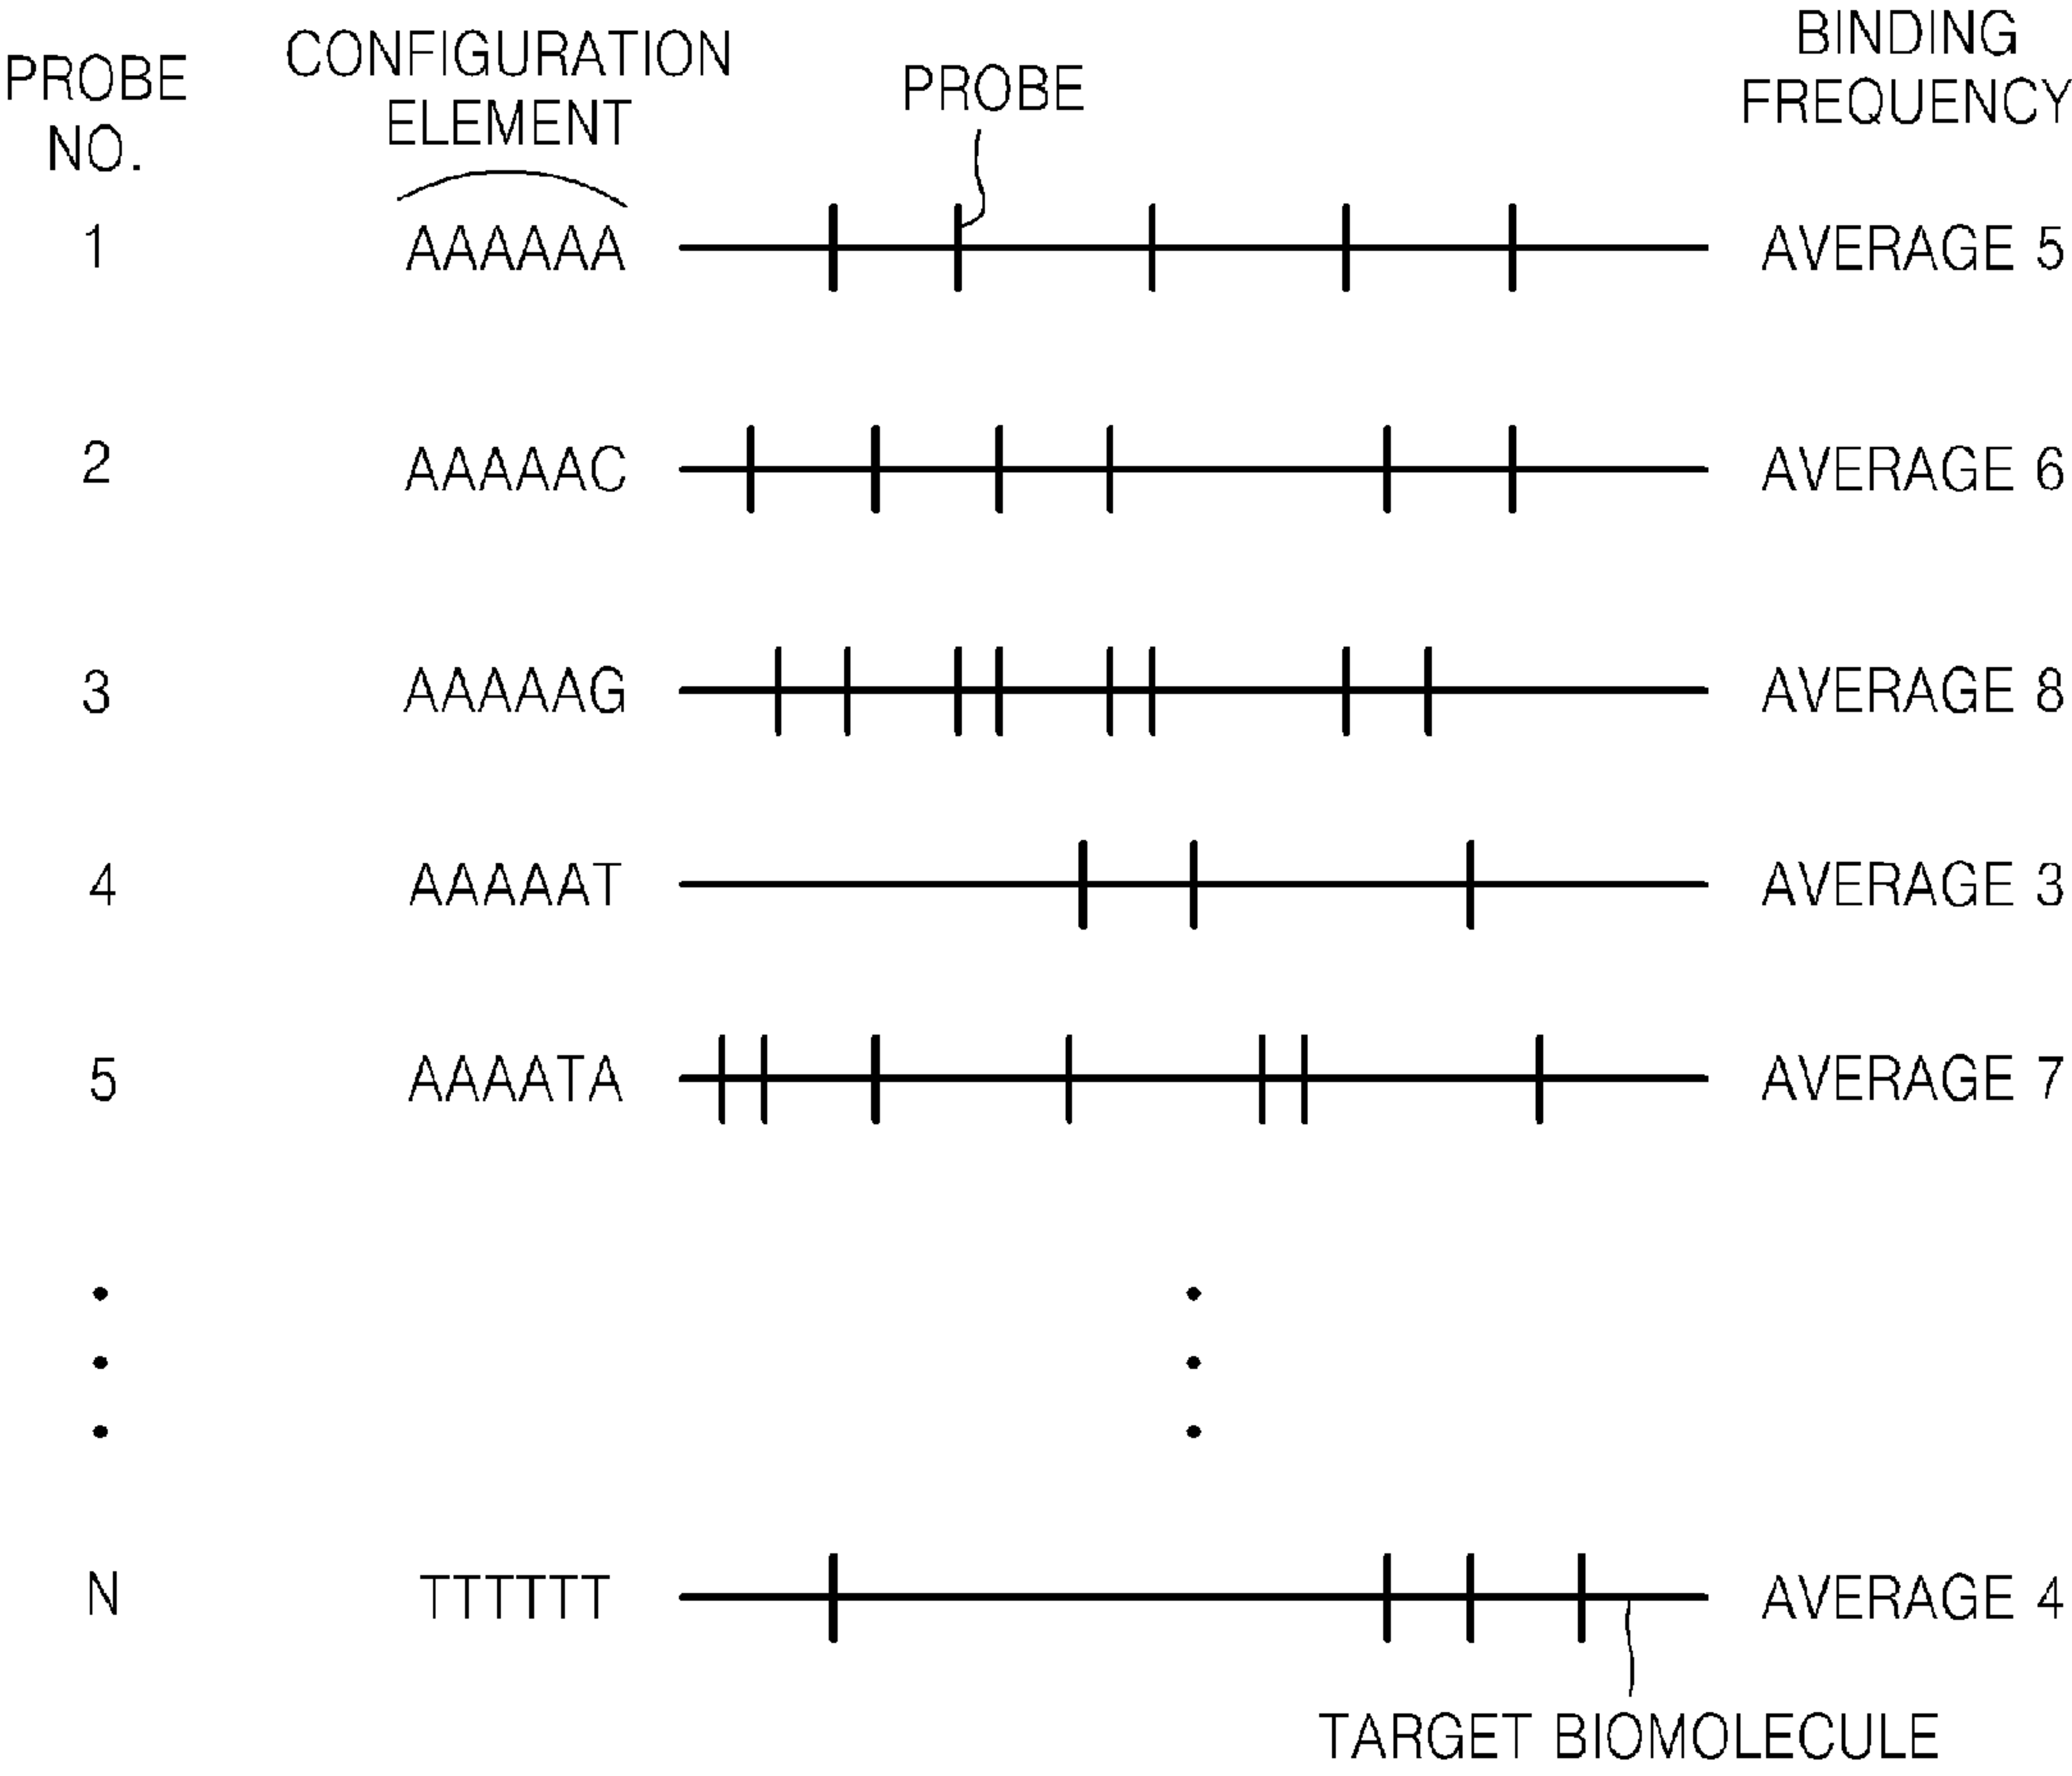 PROBE
NO.
CONFIGURATION
ELEMENT
PROBE
BINDING
FREQUENCY
1 AAAAAA AVERAGE 5
2 AAAAAC AVERAGE 6
3 AAAAAG AVERAGE 8
4 AAAAAT AVERAGE 3
5 AAAATA AVERAGE 7
N TTTTTT AVERAGE 4
TARGET BIOMOLECULE